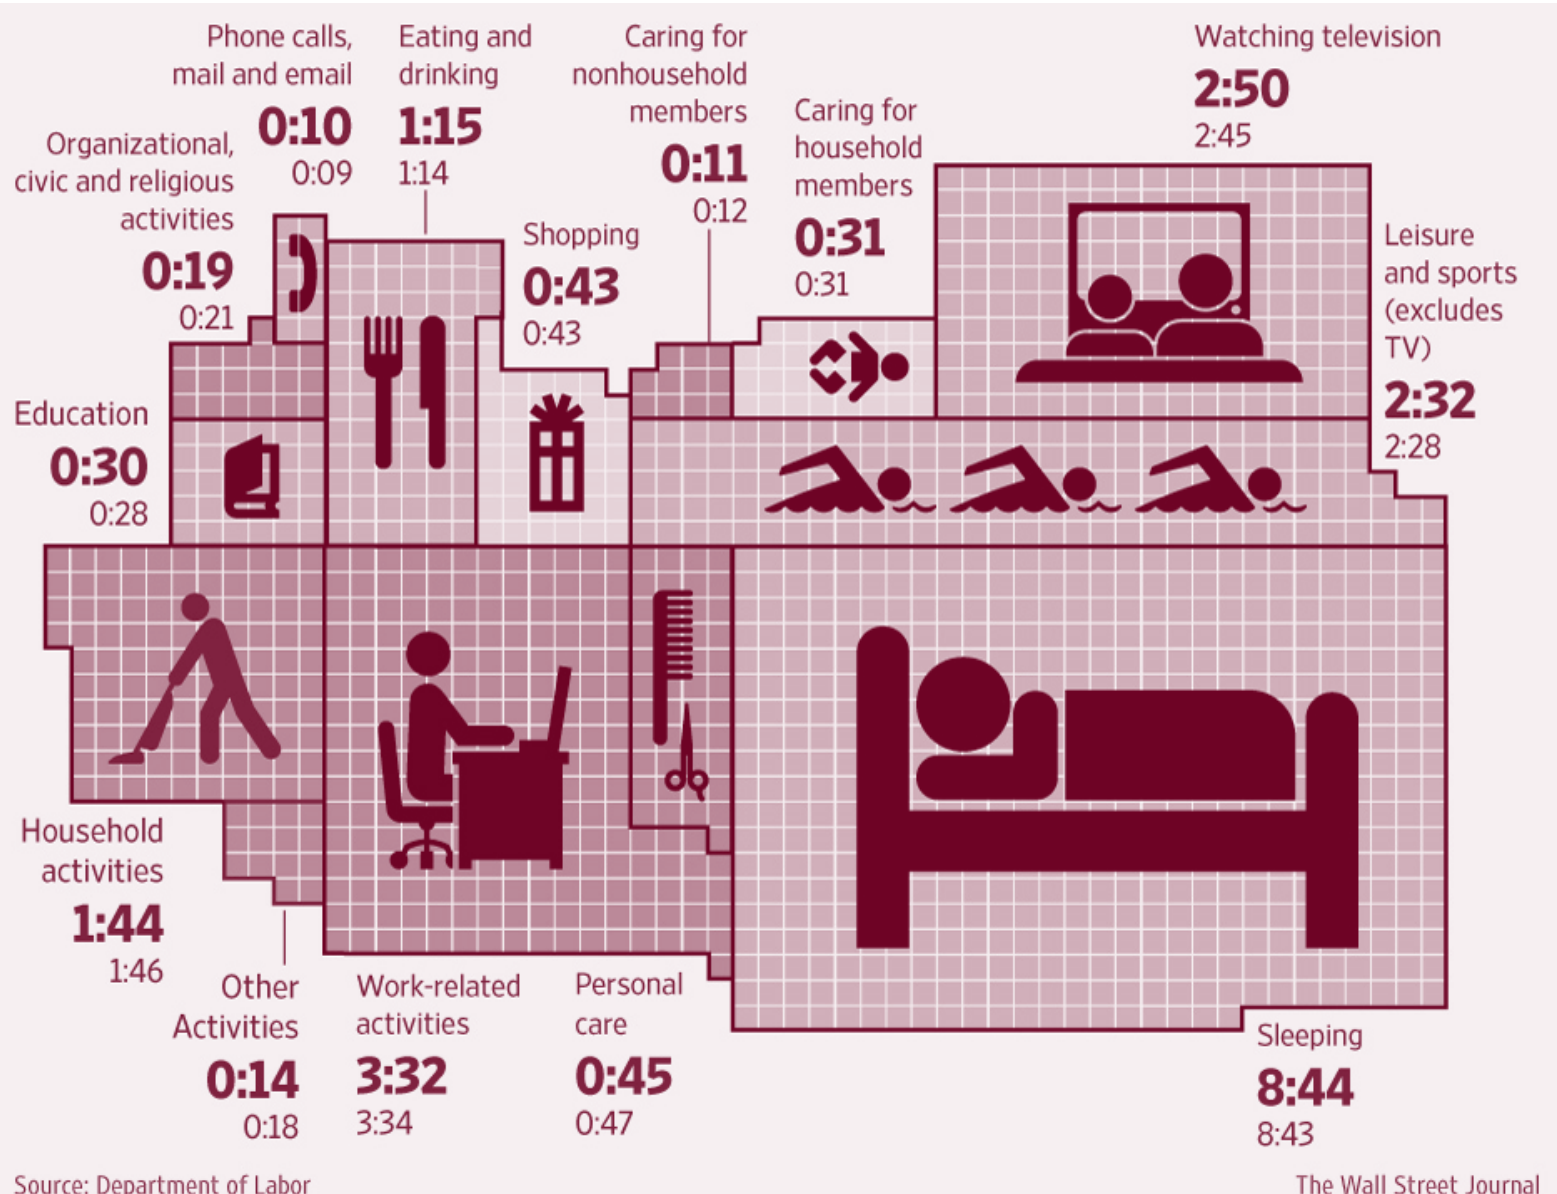 Phone calls,
mail and email
0:10
0:09
Eating and
drinking
1:15
1:14
Caring for
nonhousehold
members
0:11
0:12
Caring for
household
members
0:31
0:31
Watching television
2:50
2:45
Organizational,
civic and religious
activities
0:19
0:21
Shopping
0:43
0:43
Leisure
and sports
(excludes
TV)
2:32
2:28
Education
0:30
0:28
Household
activities
1:44
1:46
Other
Activities
0:14
0:18
Work-related
activities
3:32
3:34
Personal
care
0:45
0:47
Sleeping
8:44
8:43
Source: Department of Labor
The Wall Street Journal